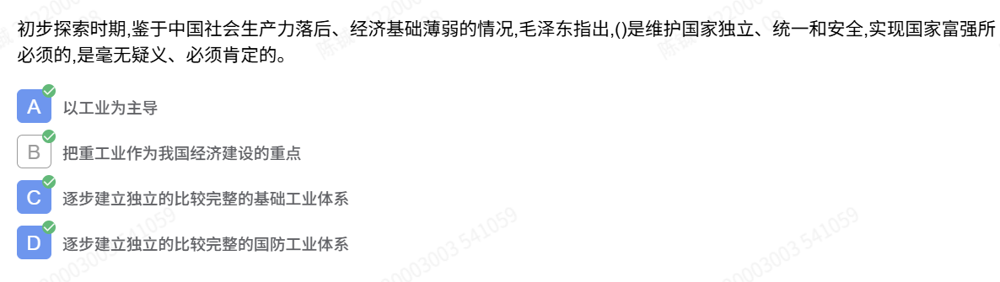 初步探索时期,鉴于中国社会生产力落后、经济基础薄弱的情况,毛泽东指出,()是维护国家独立、统一和安全,实现国家富强所
必须的,是毫无疑义、必须肯定的。
A 以工业为主导
B 把重工业作为我国经济建设的重点
C 逐步建立独立的比较完整的基础工业体系
D 逐步建立独立的比较完整的国防工业体系